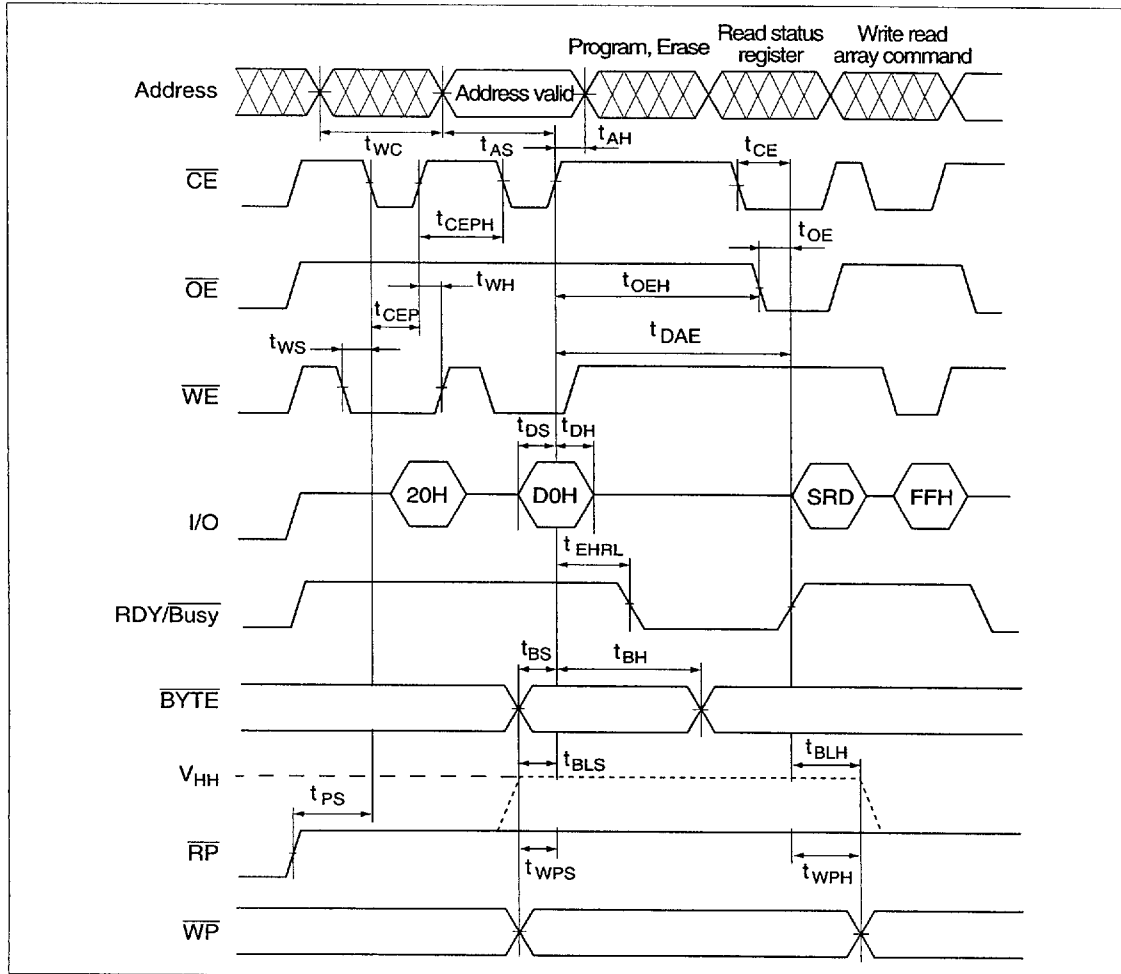 Program, Erase
Read status register
Write read array command
Address
Address valid
tWC
tAS
tAH
tCE
CE
tCEPH
tOE
OE
tWH
tOEH
tCEP
tDAE
tWS
WE
tDS
tDH
I/O
20H
D0H
SRD
FFH
tEHRL
RDY/Busy
tBS
tBH
BYTE
tBLS
tBLH
VHH
tPS
RP
tWPS
tWPH
WP